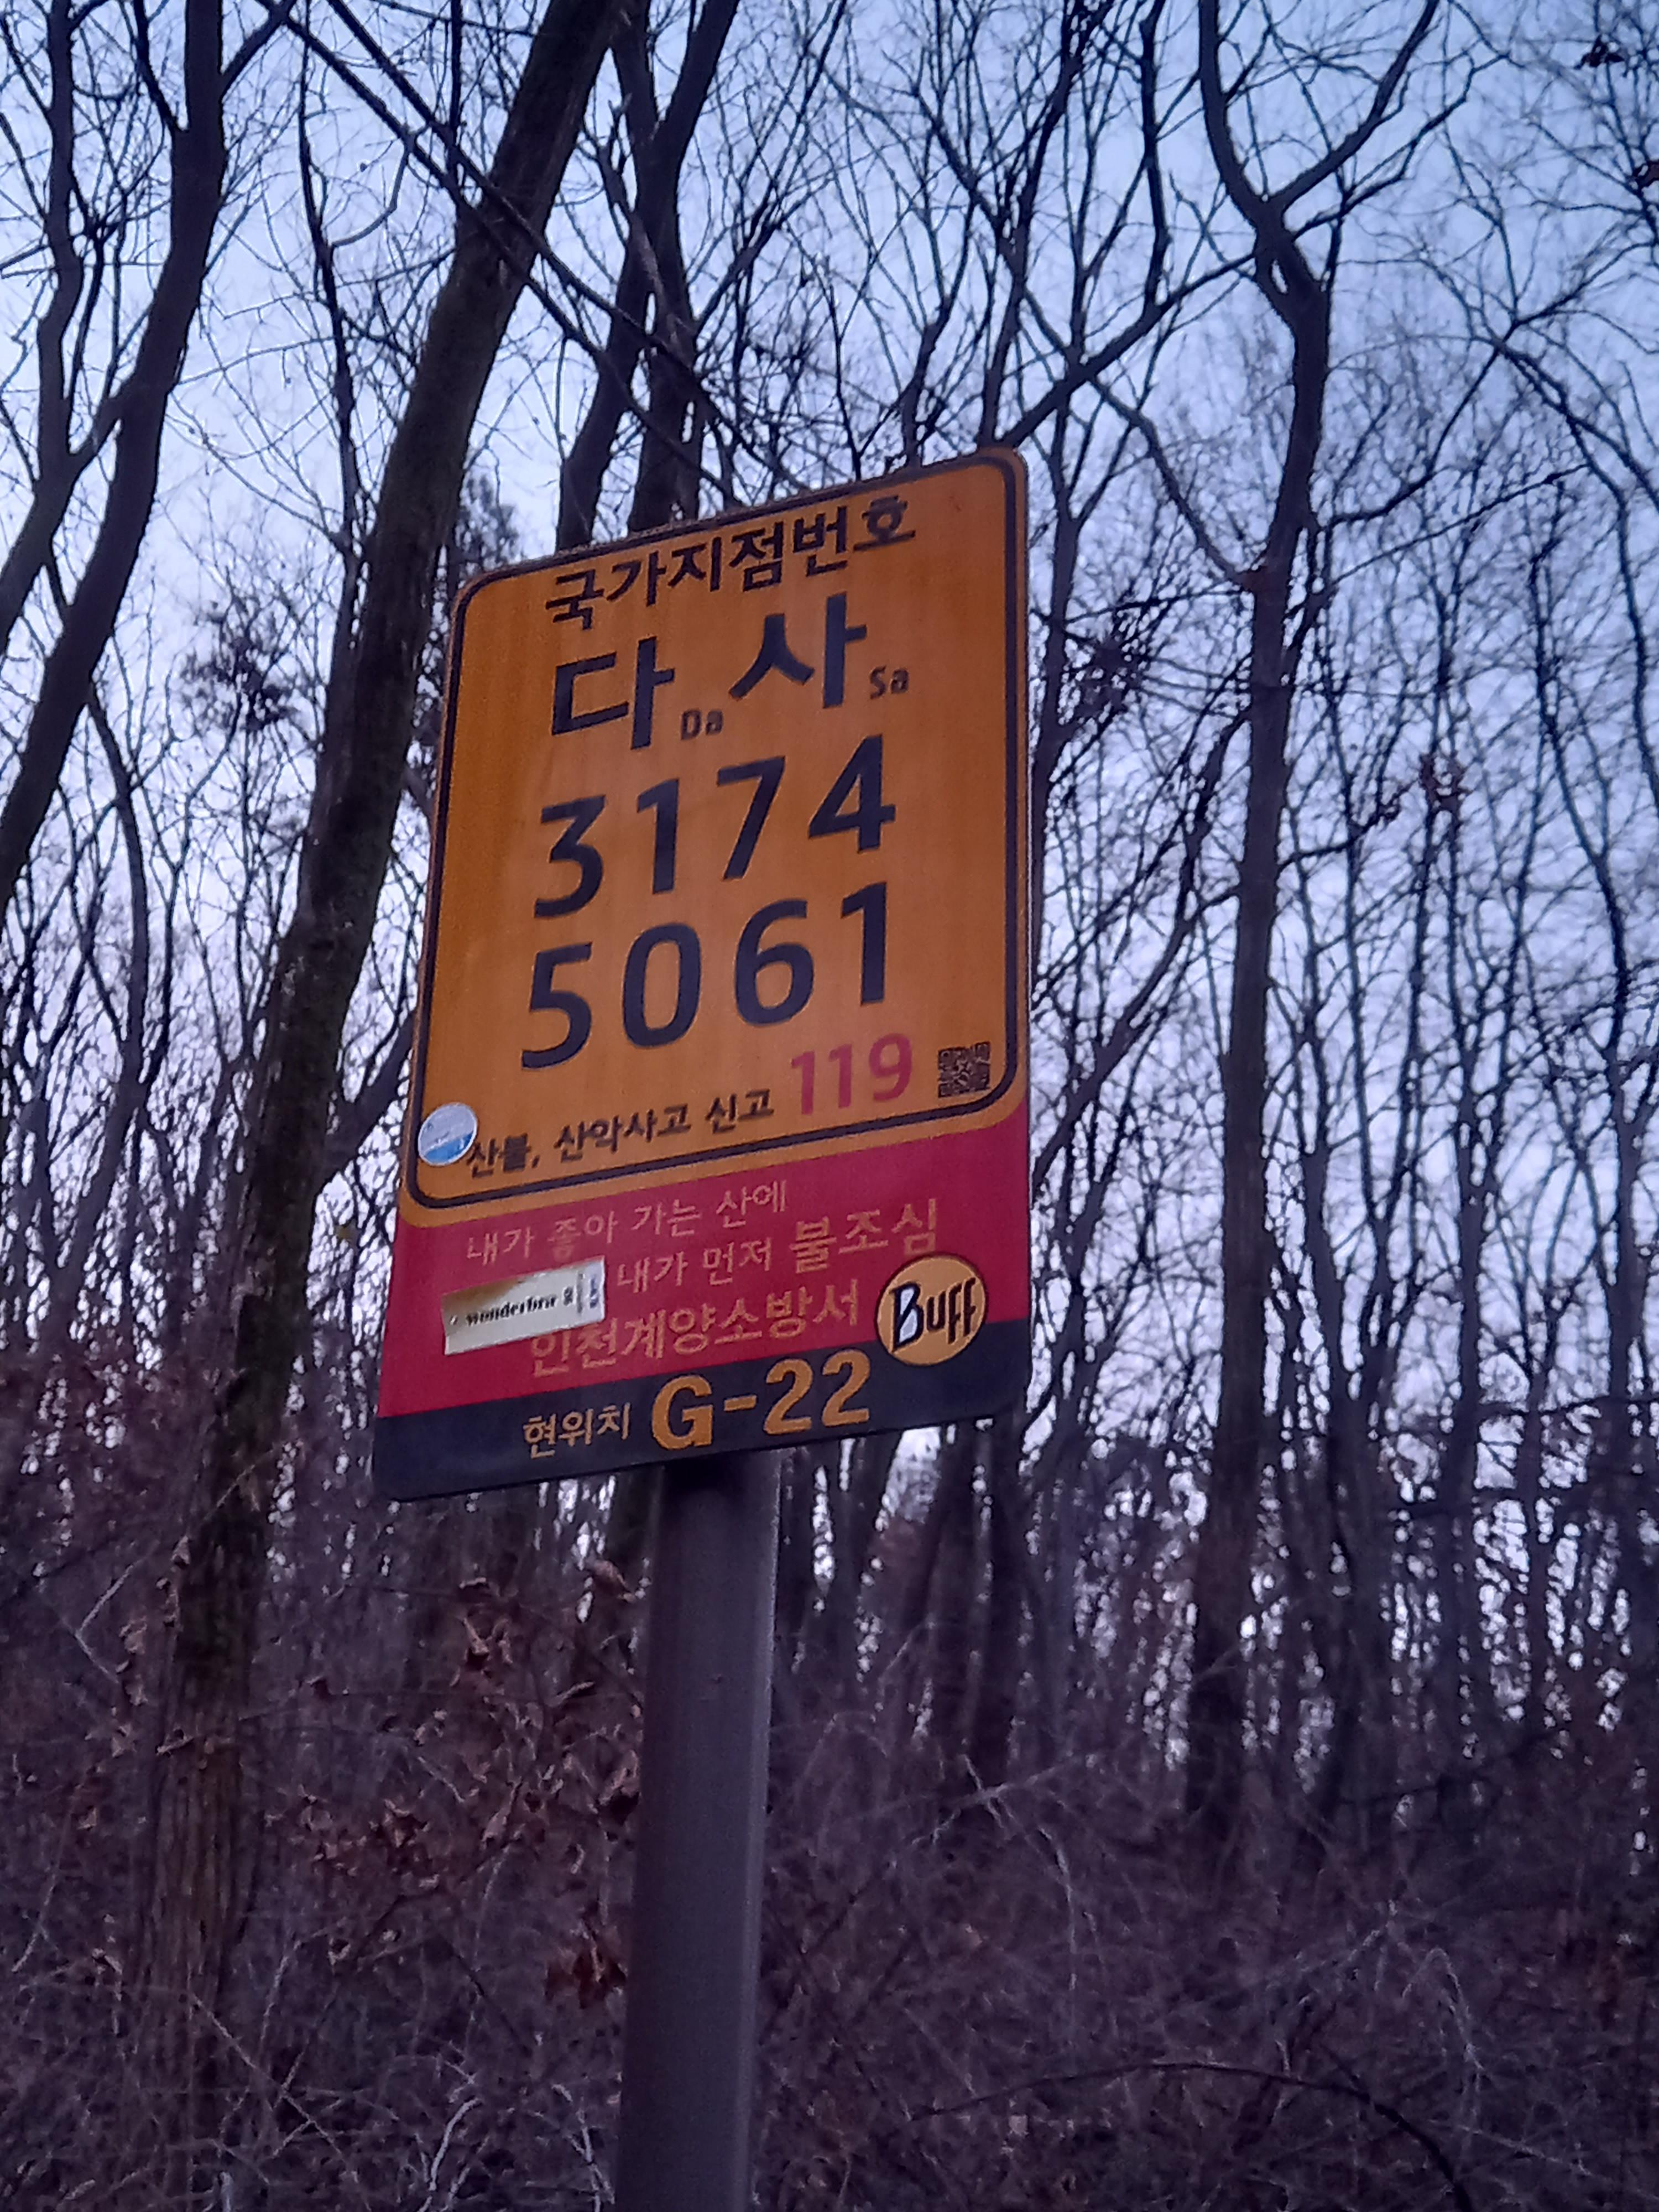 국가지점번호
다 Da 사 Sa
3174
5061
산불, 산악사고 신고 119
내가 좋아 가는 산에
내가 먼저 불조심
wonderbra
인천계양소방서 Buff
현위치 G-22